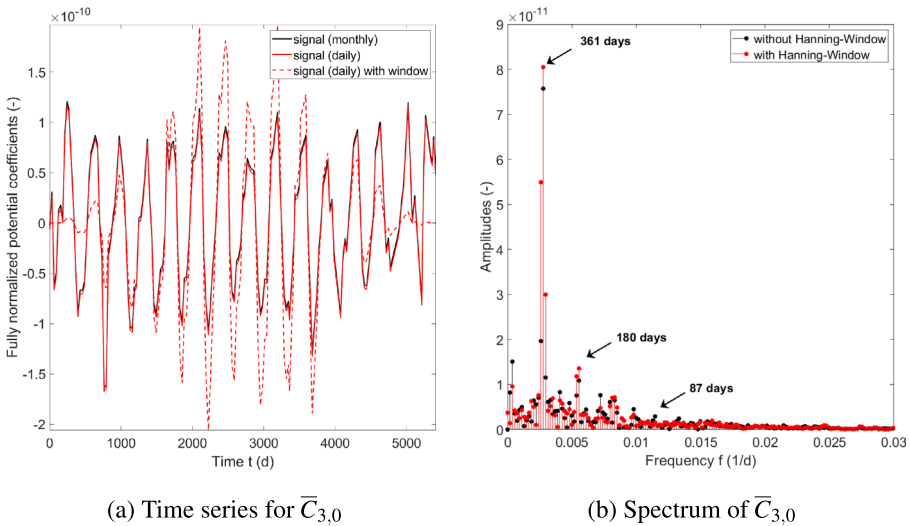 ×10⁻¹⁰
signal (monthly)
signal (daily)
signal (daily) with window
1.5
1
0.5
0
-0.5
-1
-1.5
-2
Fully normalized potential coefficients (-)
0 1000 2000 3000 4000 5000
Time t (d)
(a) Time series for C̅3,0
×10⁻¹¹
without Hanning-Window
with Hanning-Window
361 days
180 days
87 days
9
8
7
6
5
4
3
2
1
0
Amplitudes (-)
0 0.005 0.01 0.015 0.02 0.025 0.03
Frequency f (1/d)
(b) Spectrum of C̅3,0